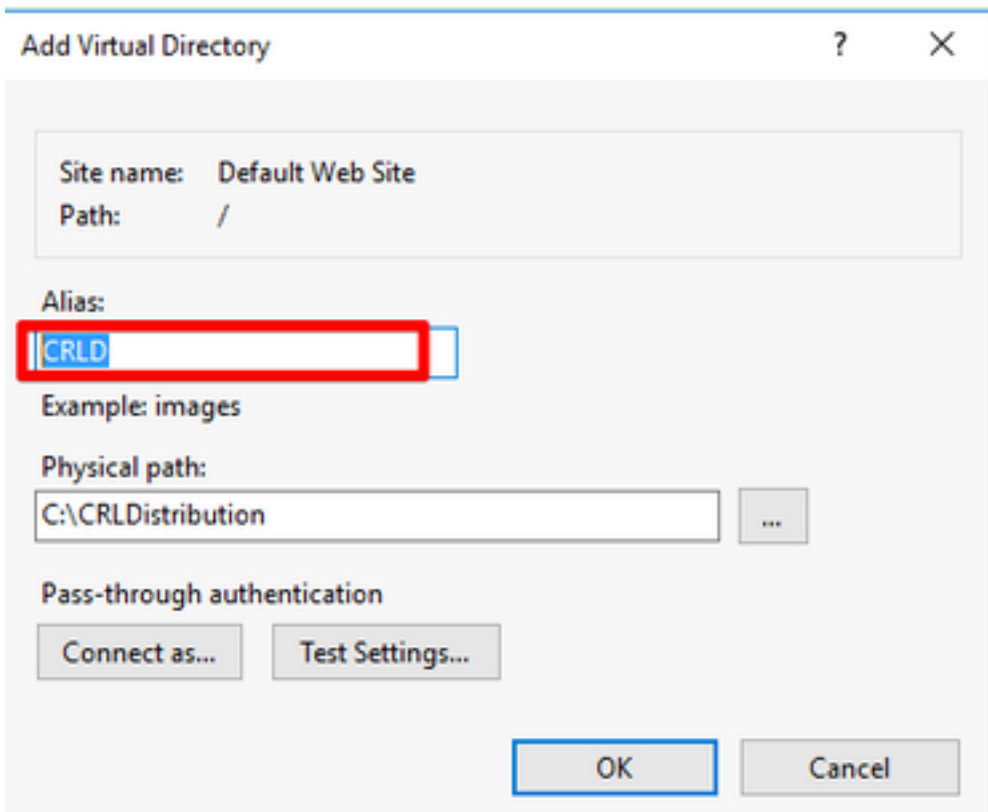 Add Virtual Directory ?
Site name: Default Web Site
Path: /
Alias:
CRLD
Example: images
Physical path:
C:\CRLDistribution ...
Pass-through authentication
Connect as... Test Settings...
OK Cancel